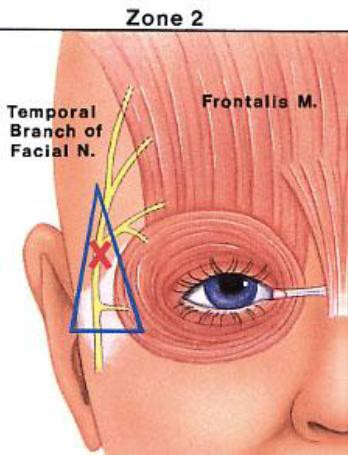 Zone 2
Temporal
Branch of
Facial N.
Frontalis M.